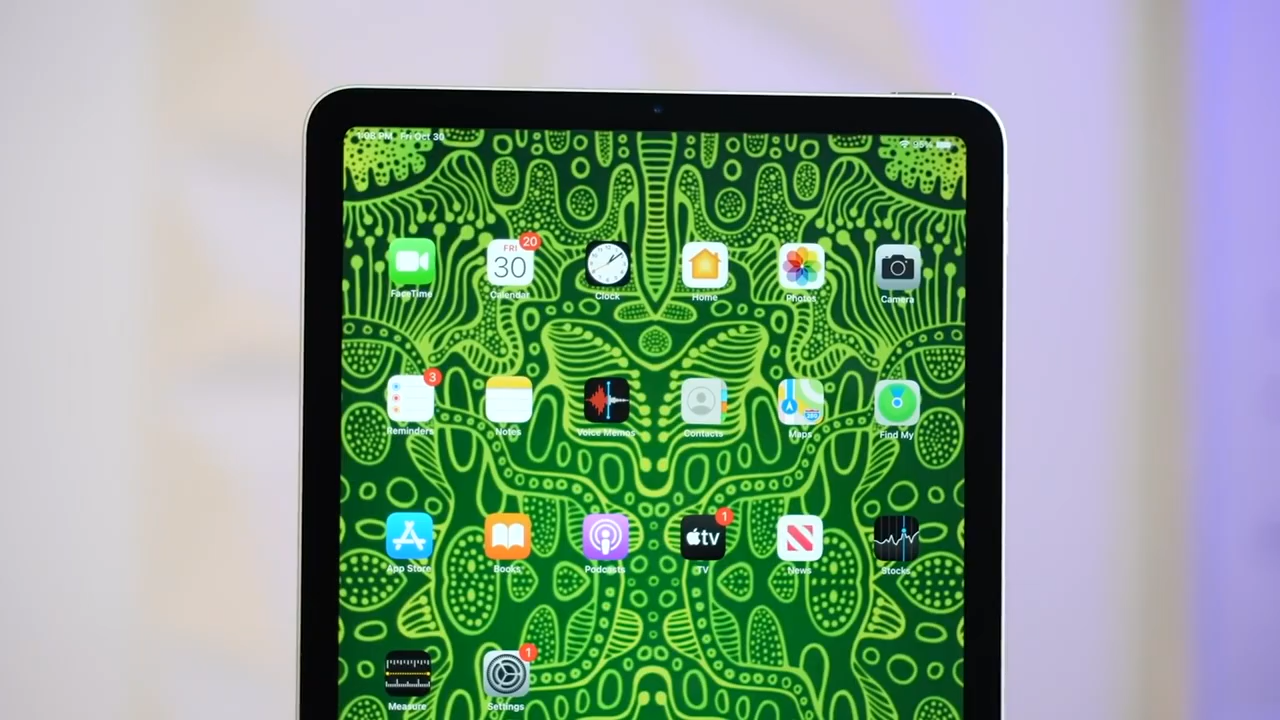 1:08 PM Fri Oct 30
95%
20
FRI
30
FaceTime Calendar Clock Home Photos Camera
3
Reminders Notes Voice Memos Contacts Maps Find My
1
tv
App Store Books Podcasts TV News Stocks
1
Measure Settings